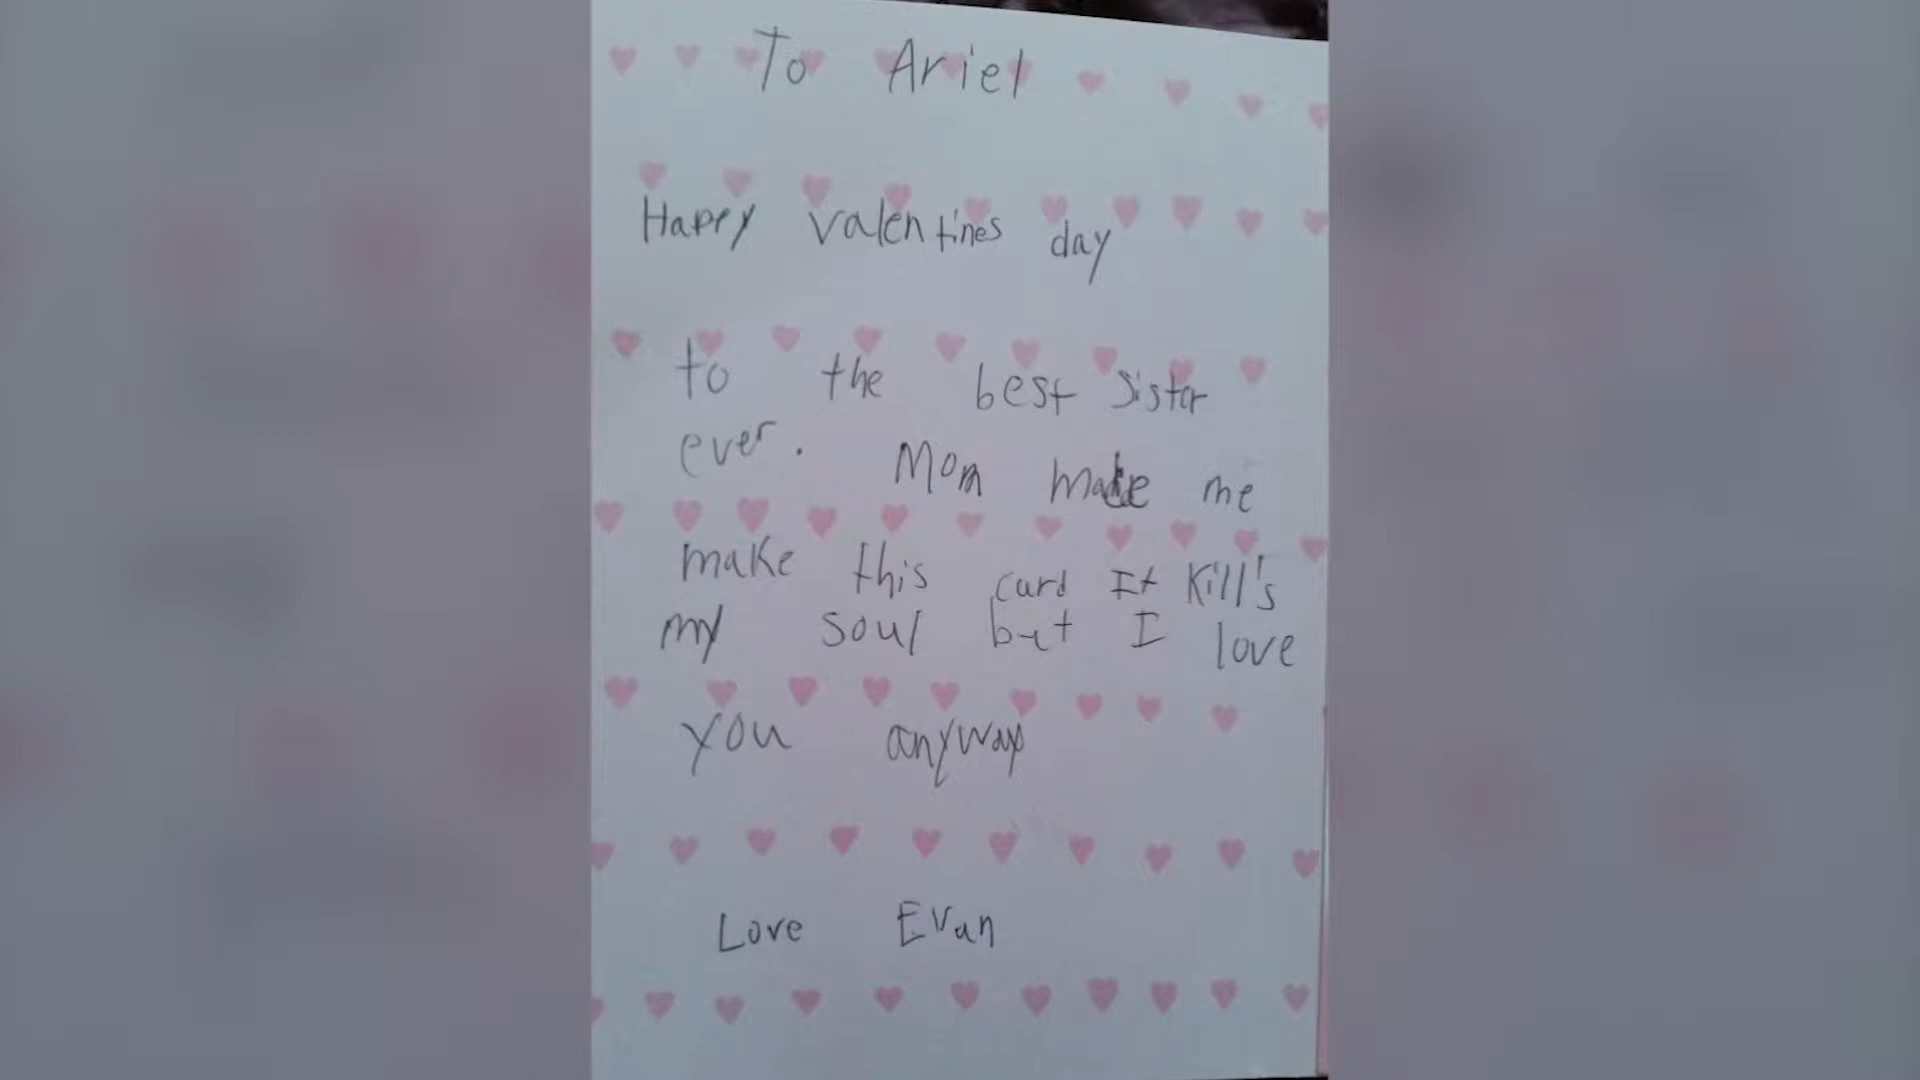 To Ariel
Happy valentines day
to the best Sister
ever. Mom make me
make this card It Kill's
my soul but I love
you anyway
Love Evan